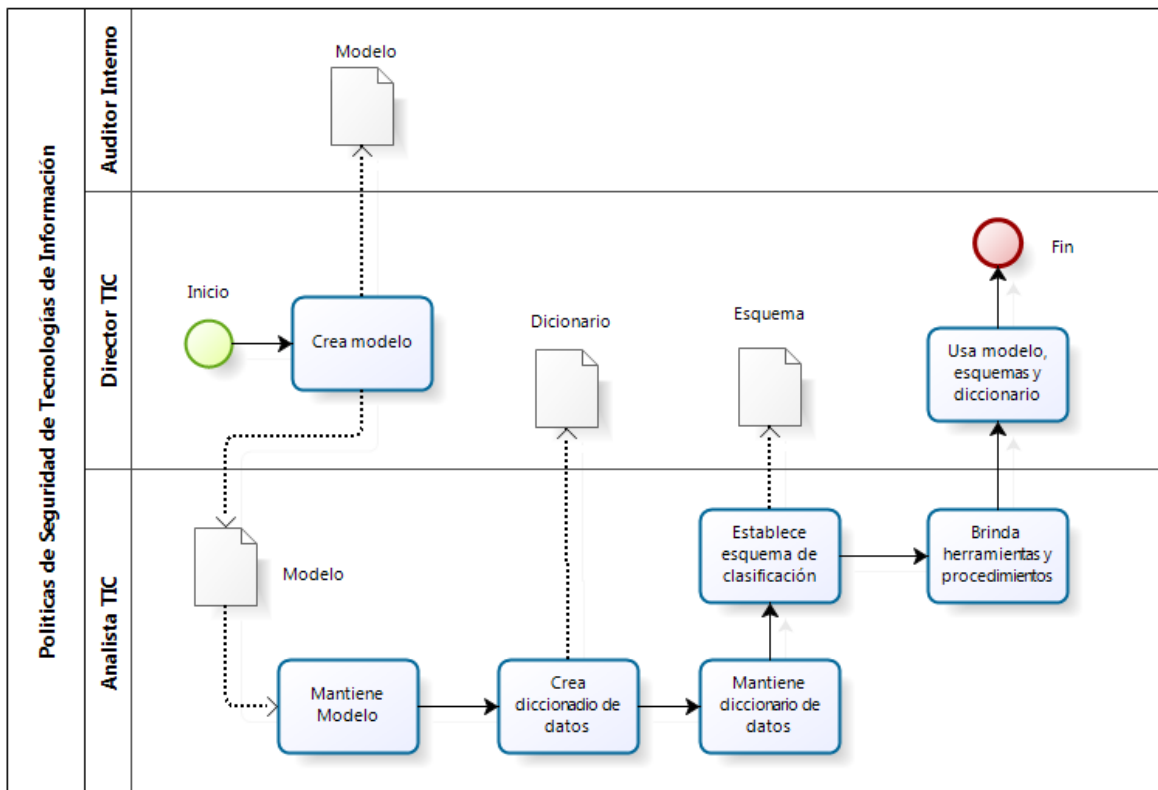 Politicas de Seguridad de Tecnologías de Información
Auditor Interno
Modelo
Director TIC
Inicio
Crea modelo
Dicionario
Esquema
Fin
Usa modelo,
esquemas y
diccionario
Analista TIC
Modelo
Mantiene
Modelo
Crea
diccionadio de
datos
Mantiene
diccionario de
datos
Establece
esquema de
clasificación
Brinda
herramientas y
procedimientos